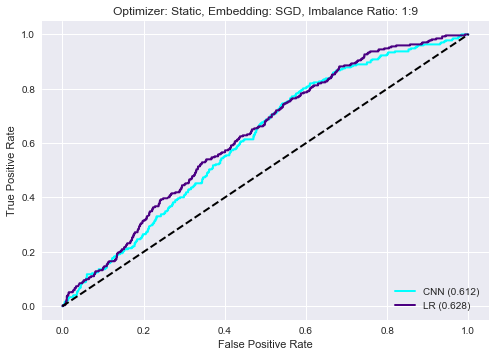 Optimizer: Static, Embedding: SGD, Imbalance Ratio: 1:9
True Positive Rate
1.0
0.8
0.6
0.4
0.2
0.0
CNN (0.612)
LR (0.628)
0.0 0.2 0.4 0.6 0.8 1.0
False Positive Rate